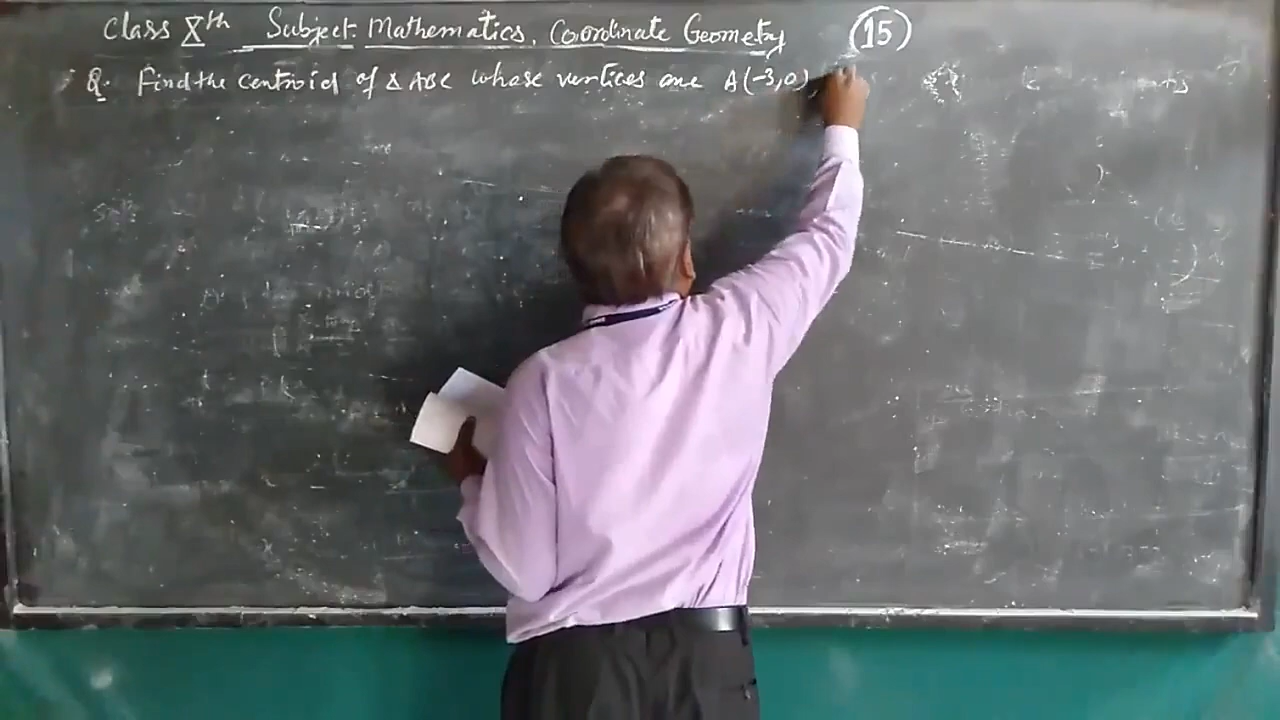 Class Xth Subject: Mathematics, Coordinate Geometry (15)
Q. Find the centroid of Δ ABC whose vertices are A(-3,0),